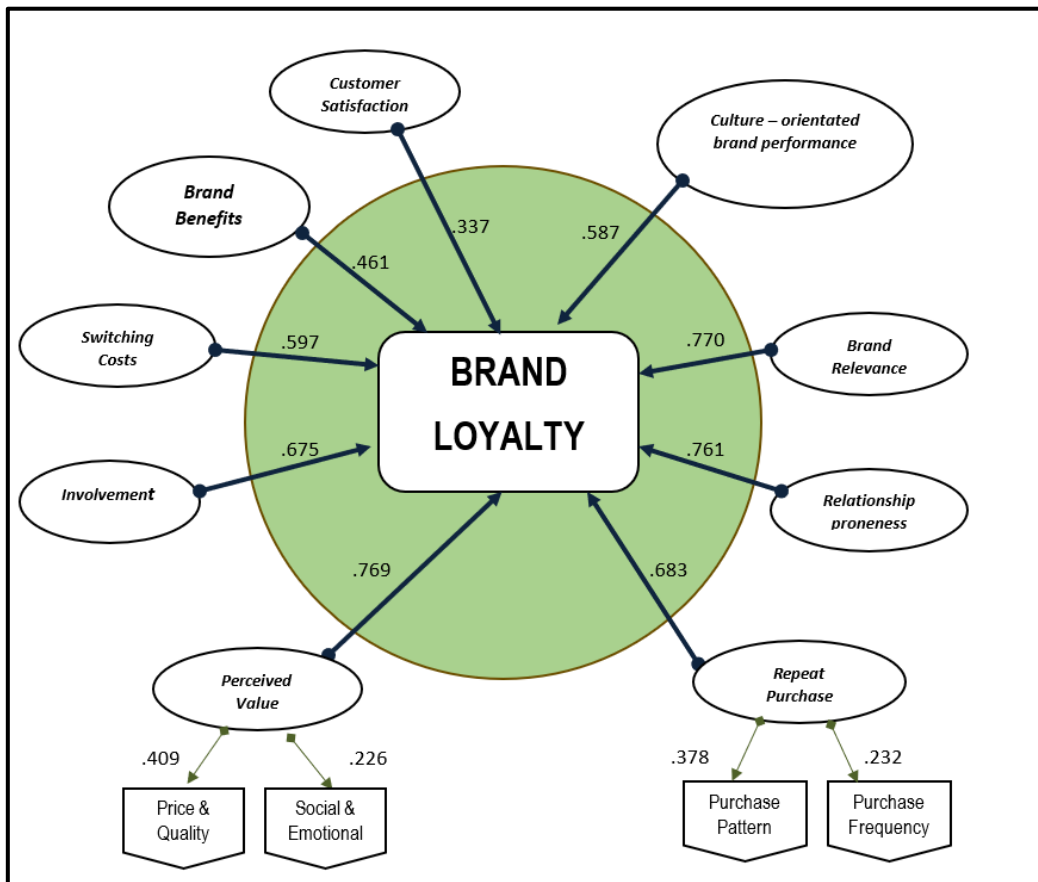 Customer
Satisfaction
Culture – orientated
brand performance
Brand
Benefits
.337
.587
.461
Switching
Costs
.597
.770
Brand
Relevance
BRAND
LOYALTY
.675
.761
Involvement
Relationship
proneness
.769
.683
Perceived
Value
Repeat
Purchase
.409
.226
.378
.232
Price &
Quality
Social &
Emotional
Purchase
Pattern
Purchase
Frequency